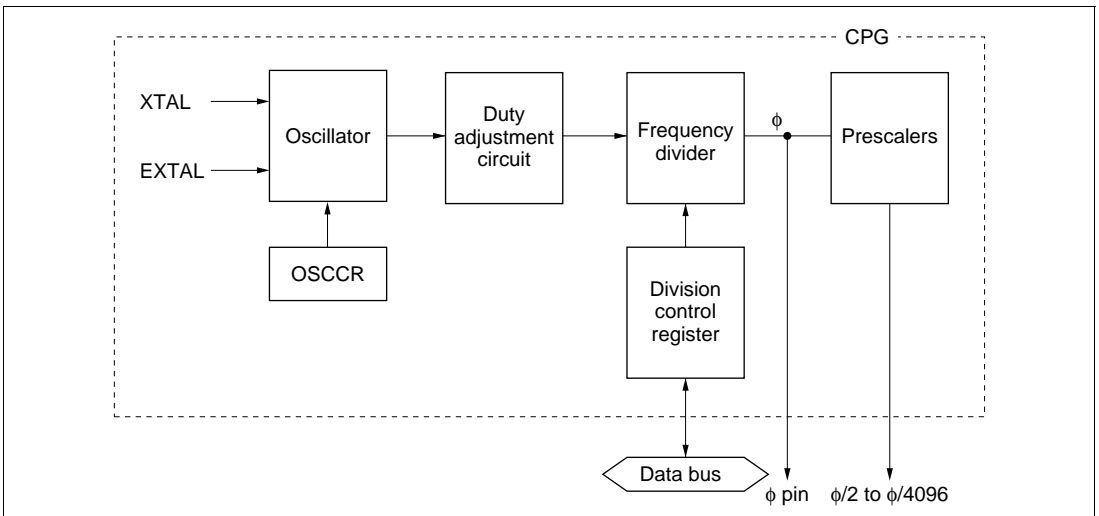 CPG
XTAL
EXTAL
Oscillator
Duty
adjustment
circuit
Frequency
divider
ϕ
Prescalers
OSCCR
Division
control
register
Data bus
ϕ pin
ϕ/2 to ϕ/4096